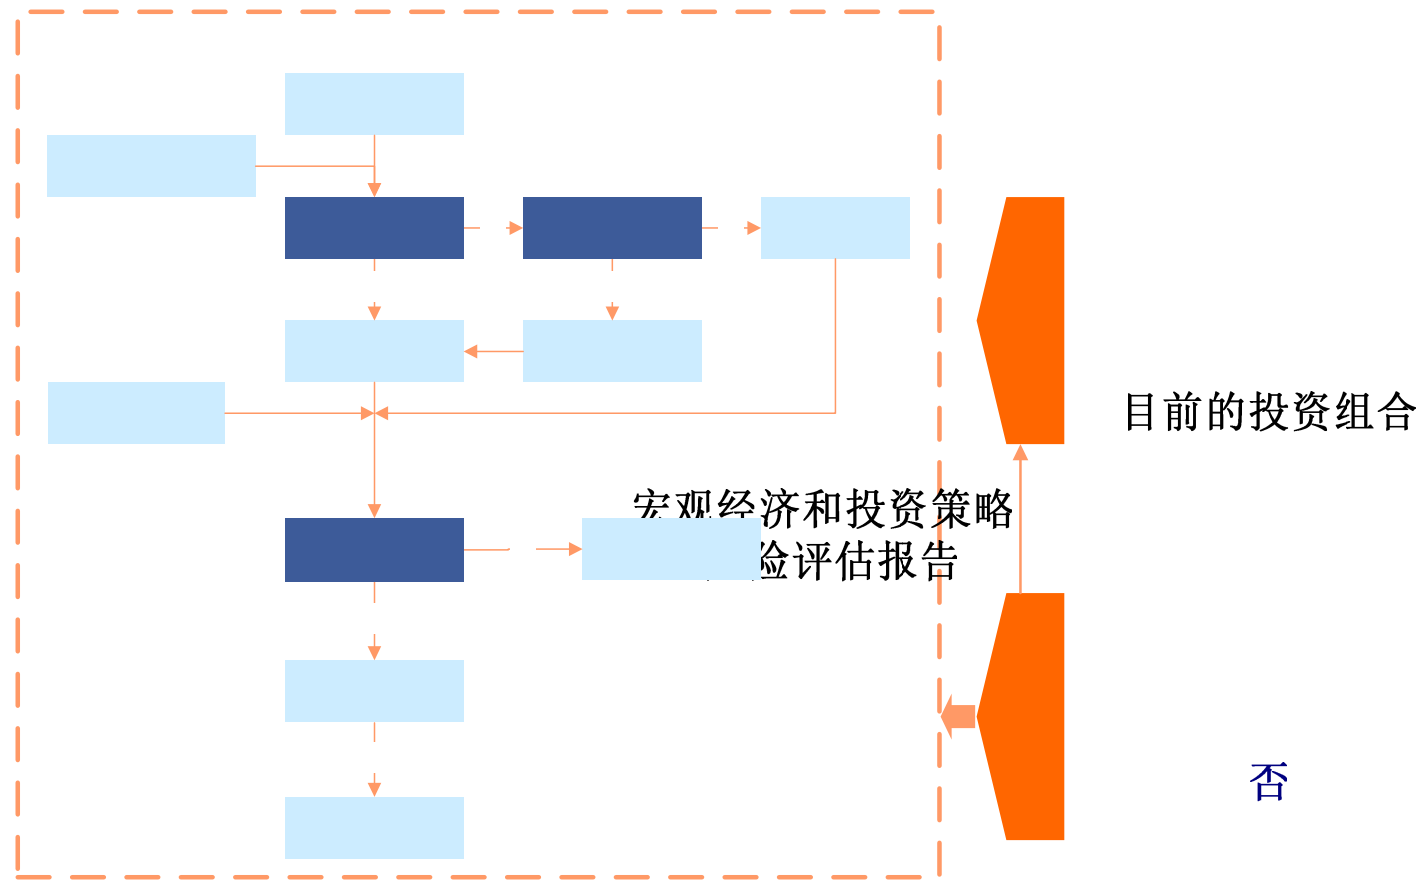 目前的投资组合
宏观经济和投资策略
险评估报告
否